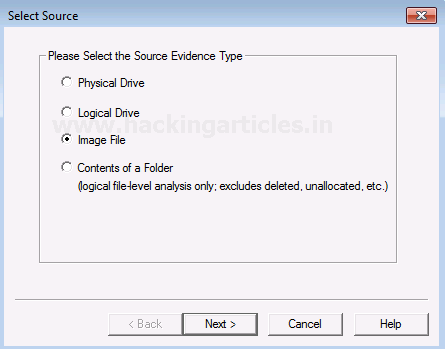 Select Source
Please Select the Source Evidence Type
Physical Drive
Logical Drive
www.hackingarticles.in
Image File
Contents of a Folder
(logical file-level analysis only; excludes deleted, unallocated, etc.)
< Back Next > Cancel Help